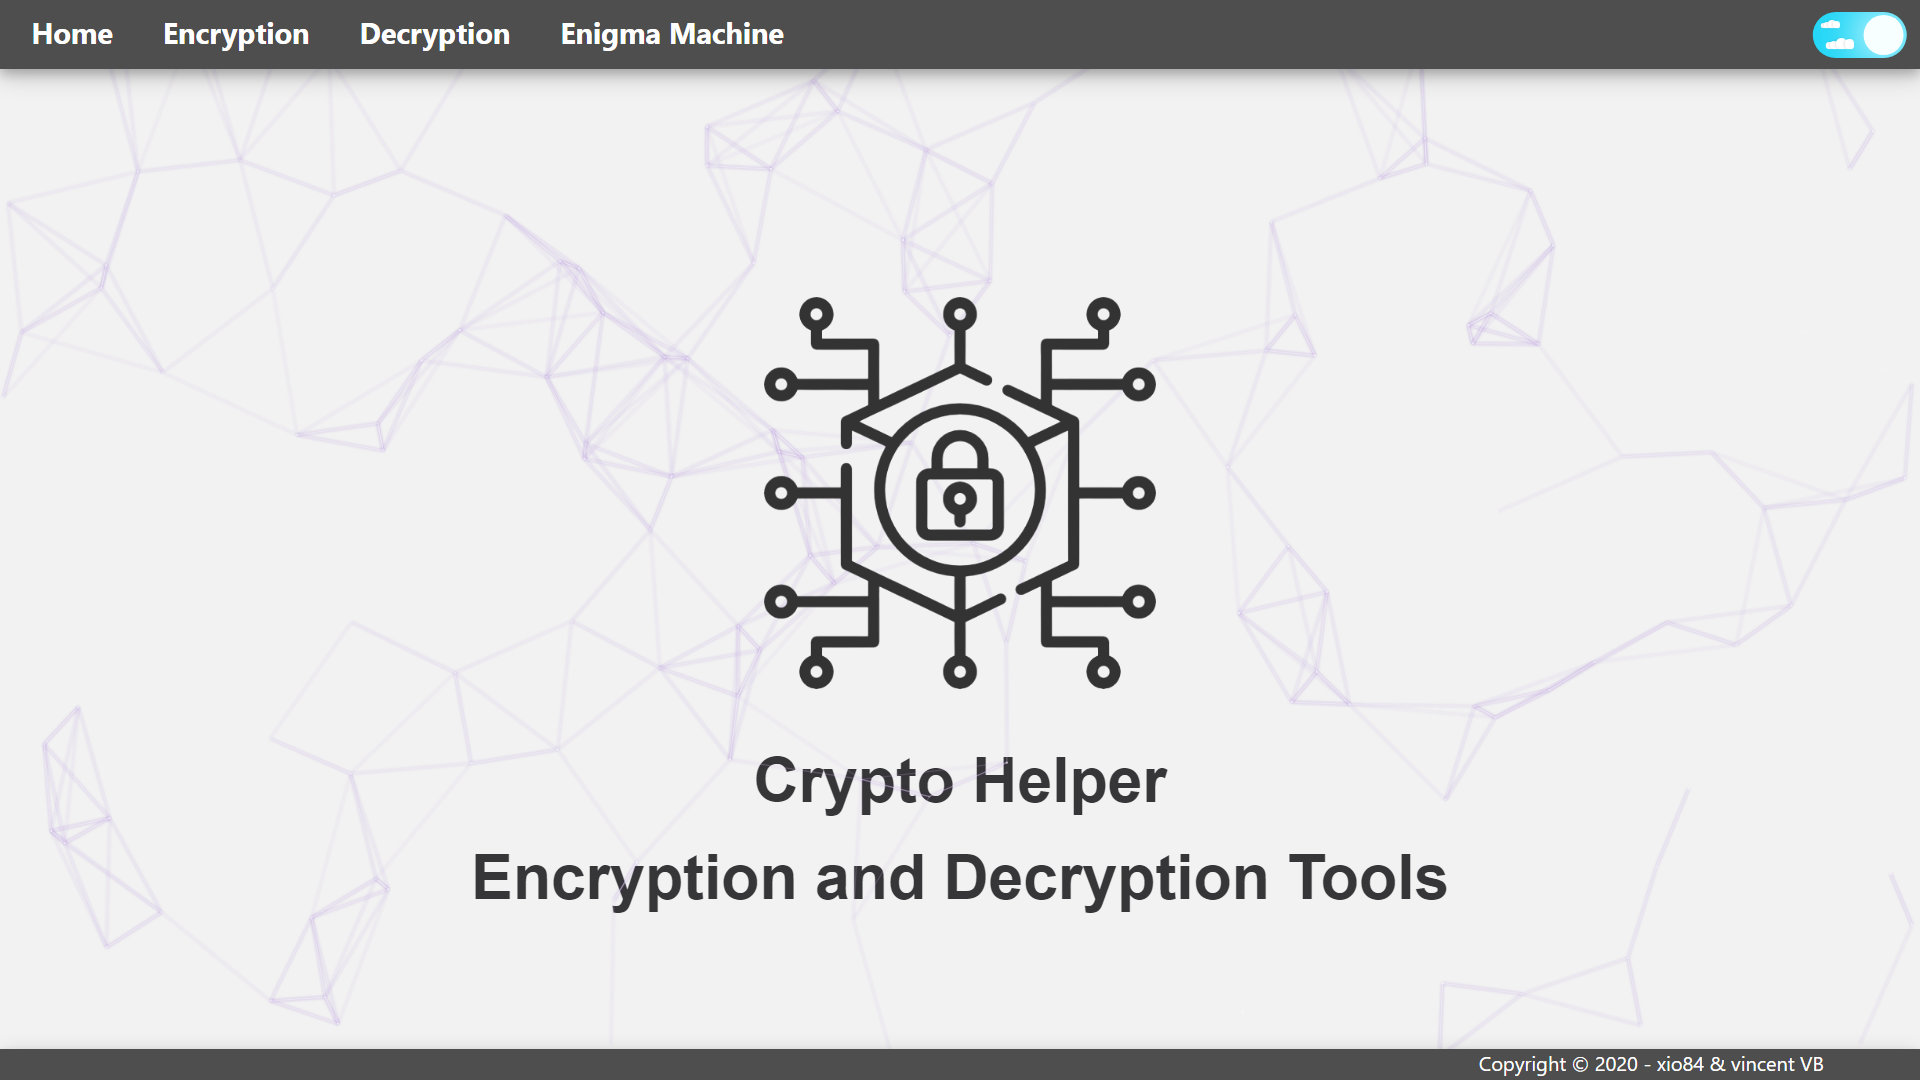 Home Encryption Decryption Enigma Machine
Crypto Helper
Encryption and Decryption Tools
Copyright © 2020 - xio84 & vincent VB